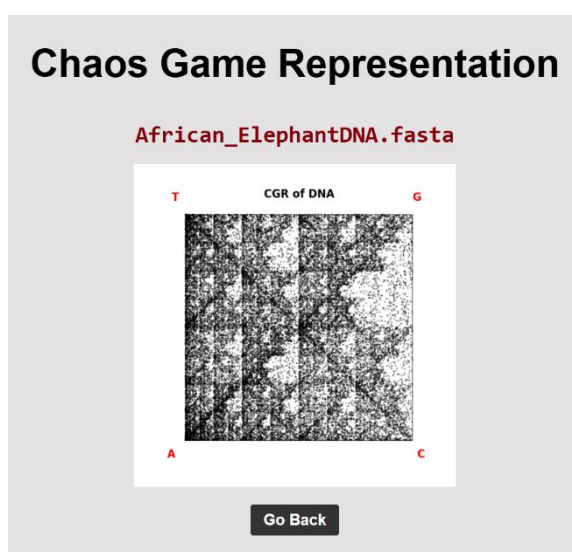 Chaos Game Representation
African_ElephantDNA.fasta
T CGR of DNA G
A C
Go Back